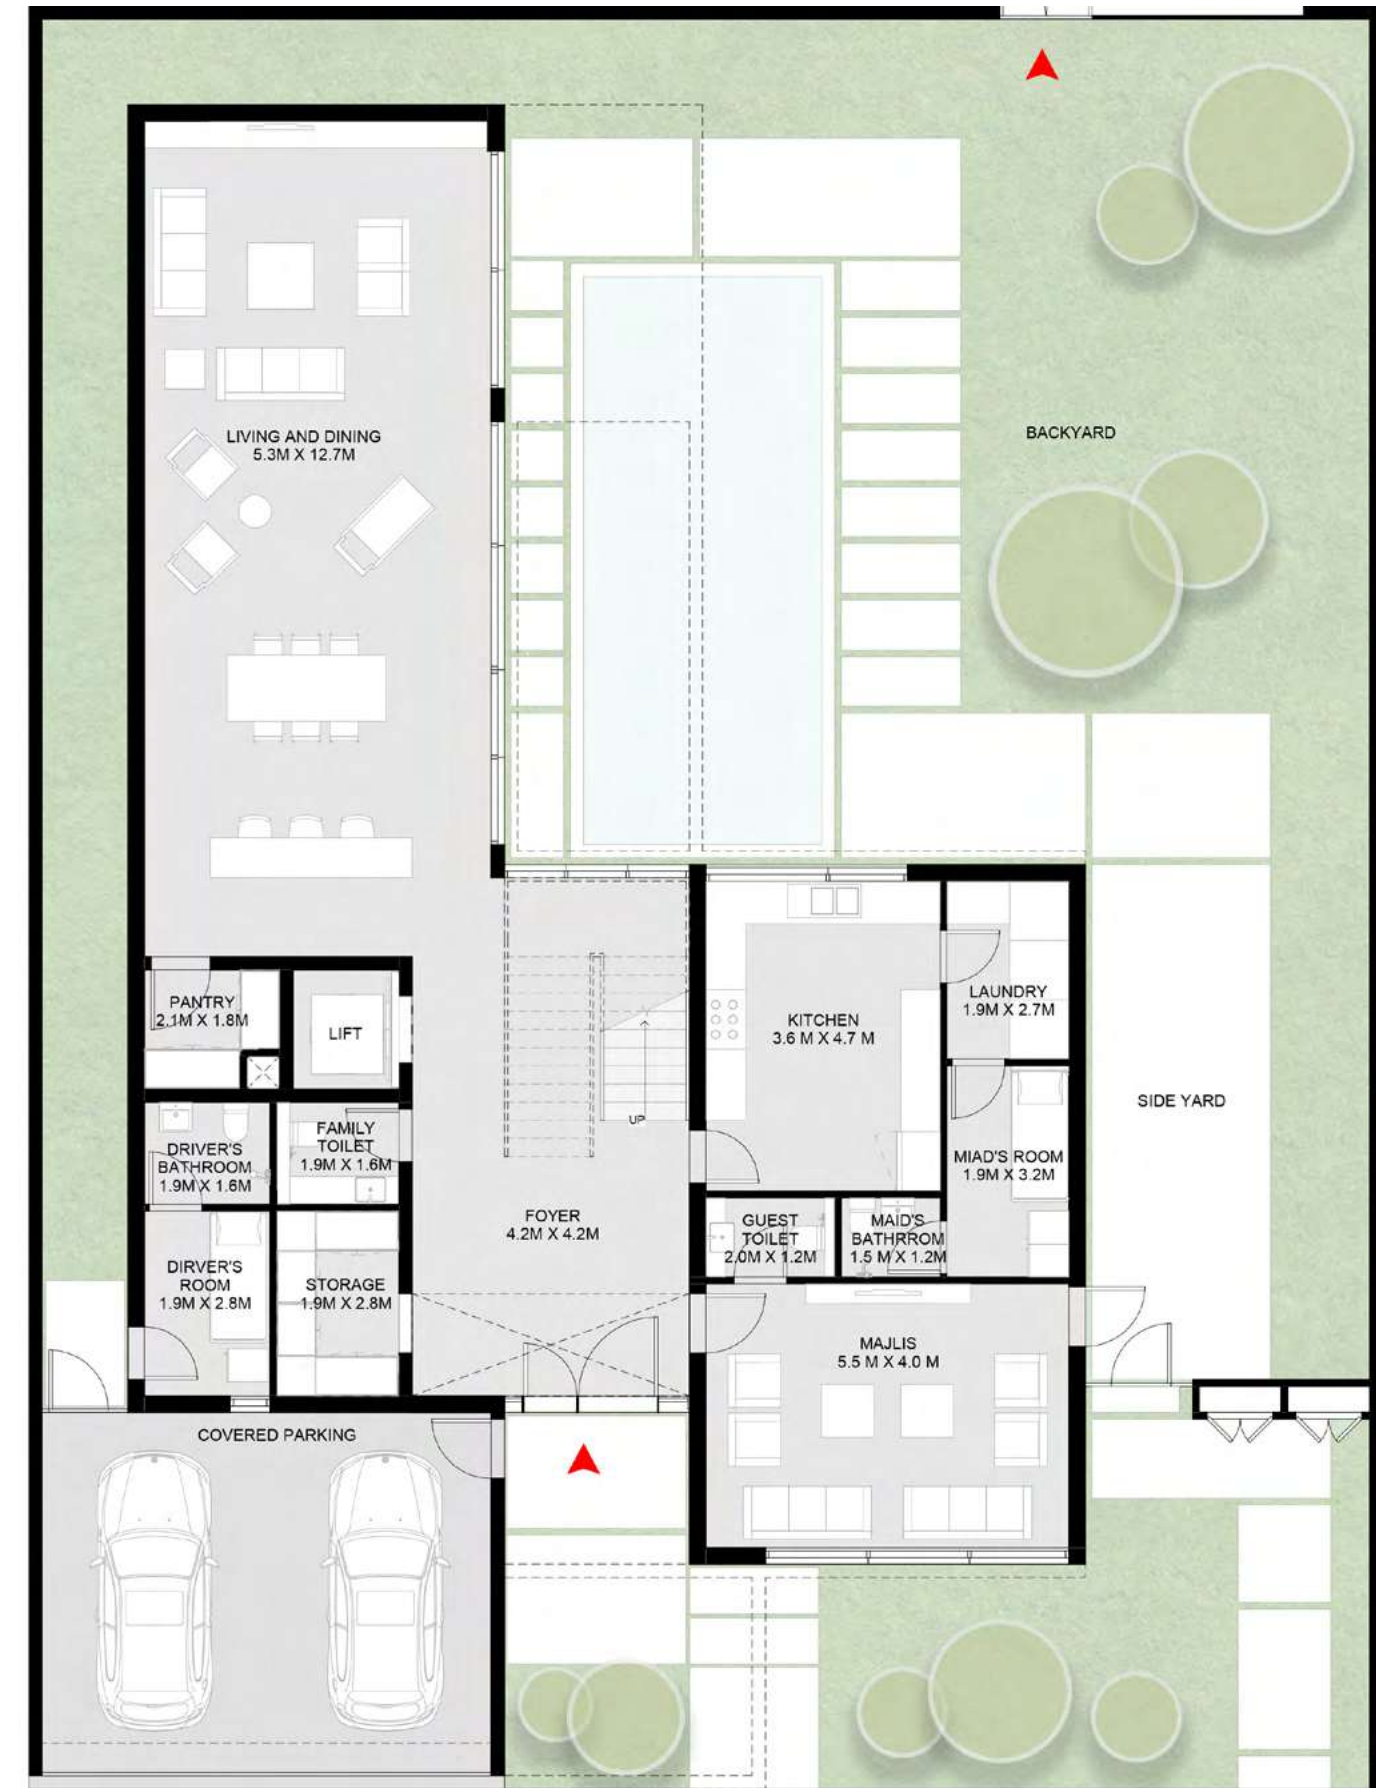 LIVING AND DINING
5.3M X 12.7M
BACKYARD
PANTRY
2.1M X 1.8M
LIFT
KITCHEN
3.6 M X 4.7 M
LAUNDRY
1.9M X 2.7M
SIDE YARD
UP
DRIVER'S
BATHROOM
1.9M X 1.6M
FAMILY
TOILET
1.9M X 1.6M
MIAD'S ROOM
1.9M X 3.2M
FOYER
4.2M X 4.2M
GUEST
TOILET
2.0M X 1.2M
MAID'S
BATHRROM
1.5 M X 1.2M
DIRVER'S
ROOM
1.9M X 2.8M
STORAGE
1.9M X 2.8M
MAJLIS
5.5 M X 4.0 M
COVERED PARKING